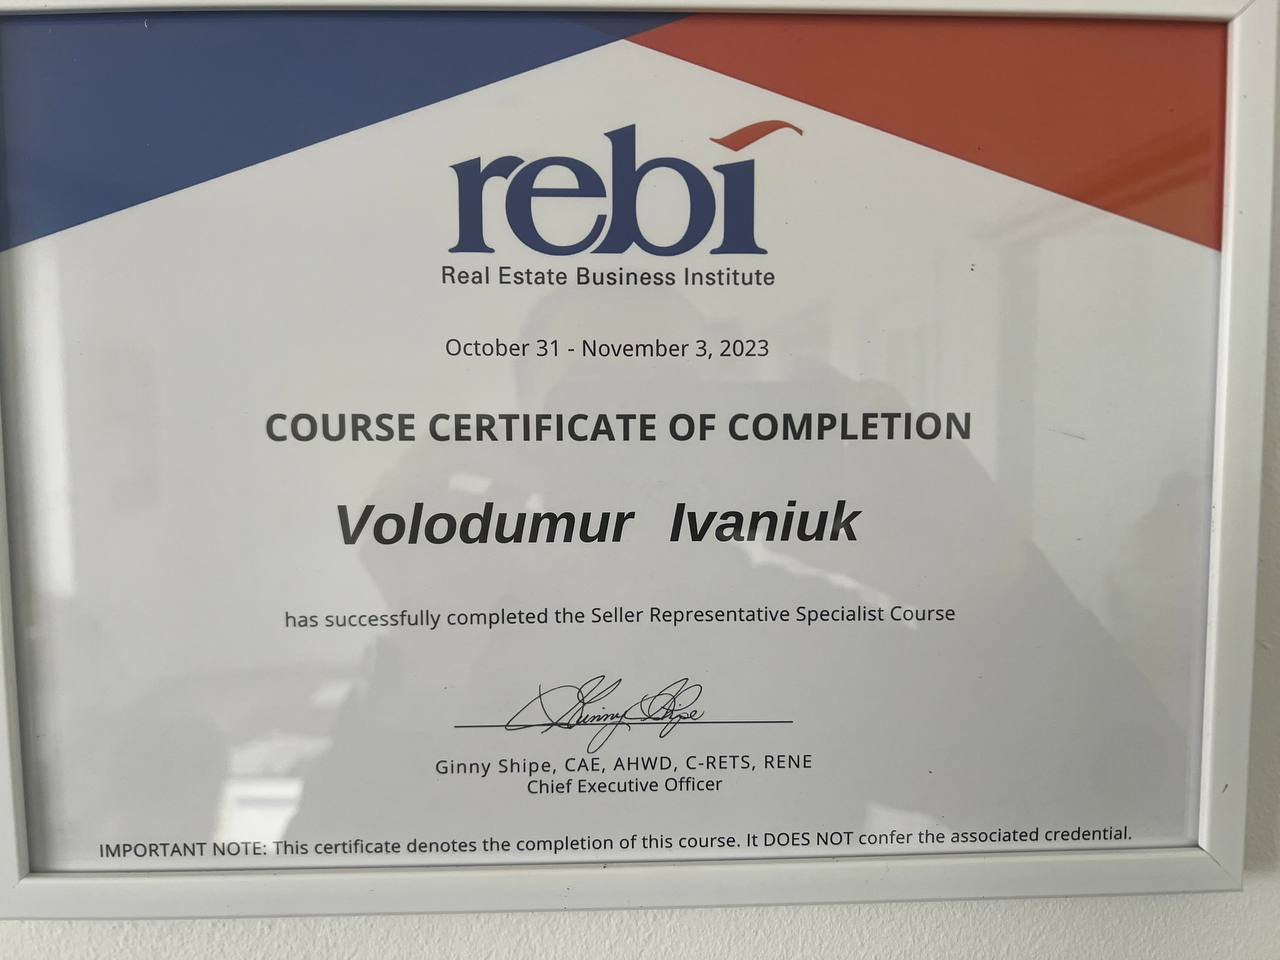 rebi
Real Estate Business Institute
October 31 - November 3, 2023
COURSE CERTIFICATE OF COMPLETION
Volodumur Ivaniuk
has successfully completed the Seller Representative Specialist Course
Ginny Shipe
Ginny Shipe, CAE, AHWD, C-RETS, RENE
Chief Executive Officer
IMPORTANT NOTE: This certificate denotes the completion of this course. It DOES NOT confer the associated credential.